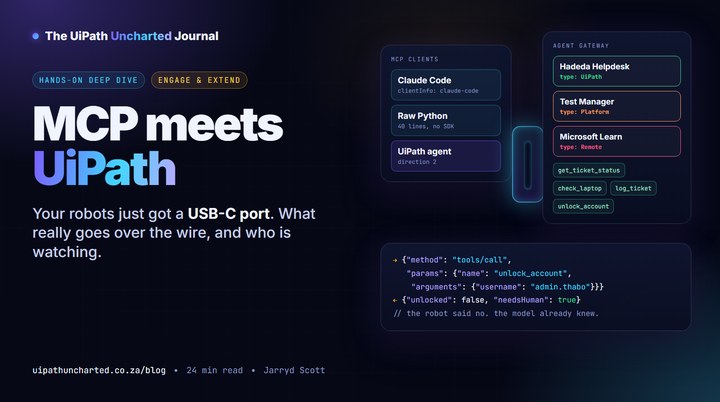 The UiPath Uncharted Journal
HANDS-ON DEEP DIVE
ENGAGE & EXTEND
MCP meets
UiPath
Your robots just got a USB-C port. What
really goes over the wire, and who is
watching.
uipathuncharted.co.za/blog • 24 min read • Jarryd Scott
MCP CLIENTS
Claude Code
clientInfo: claude-code
Raw Python
40 lines, no SDK
UiPath agent
direction 2
AGENT GATEWAY
Hadeda Helpdesk
type: UiPath
Test Manager
type: Platform
Microsoft Learn
type: Remote
get_ticket_status
check_laptop
log_ticket
unlock_account
→ {"method": "tools/call",
"params": {"name": "unlock_account",
"arguments": {"username": "admin.thabo"}}}
← {"unlocked": false, "needsHuman": true}
// the robot said no. the model already knew.